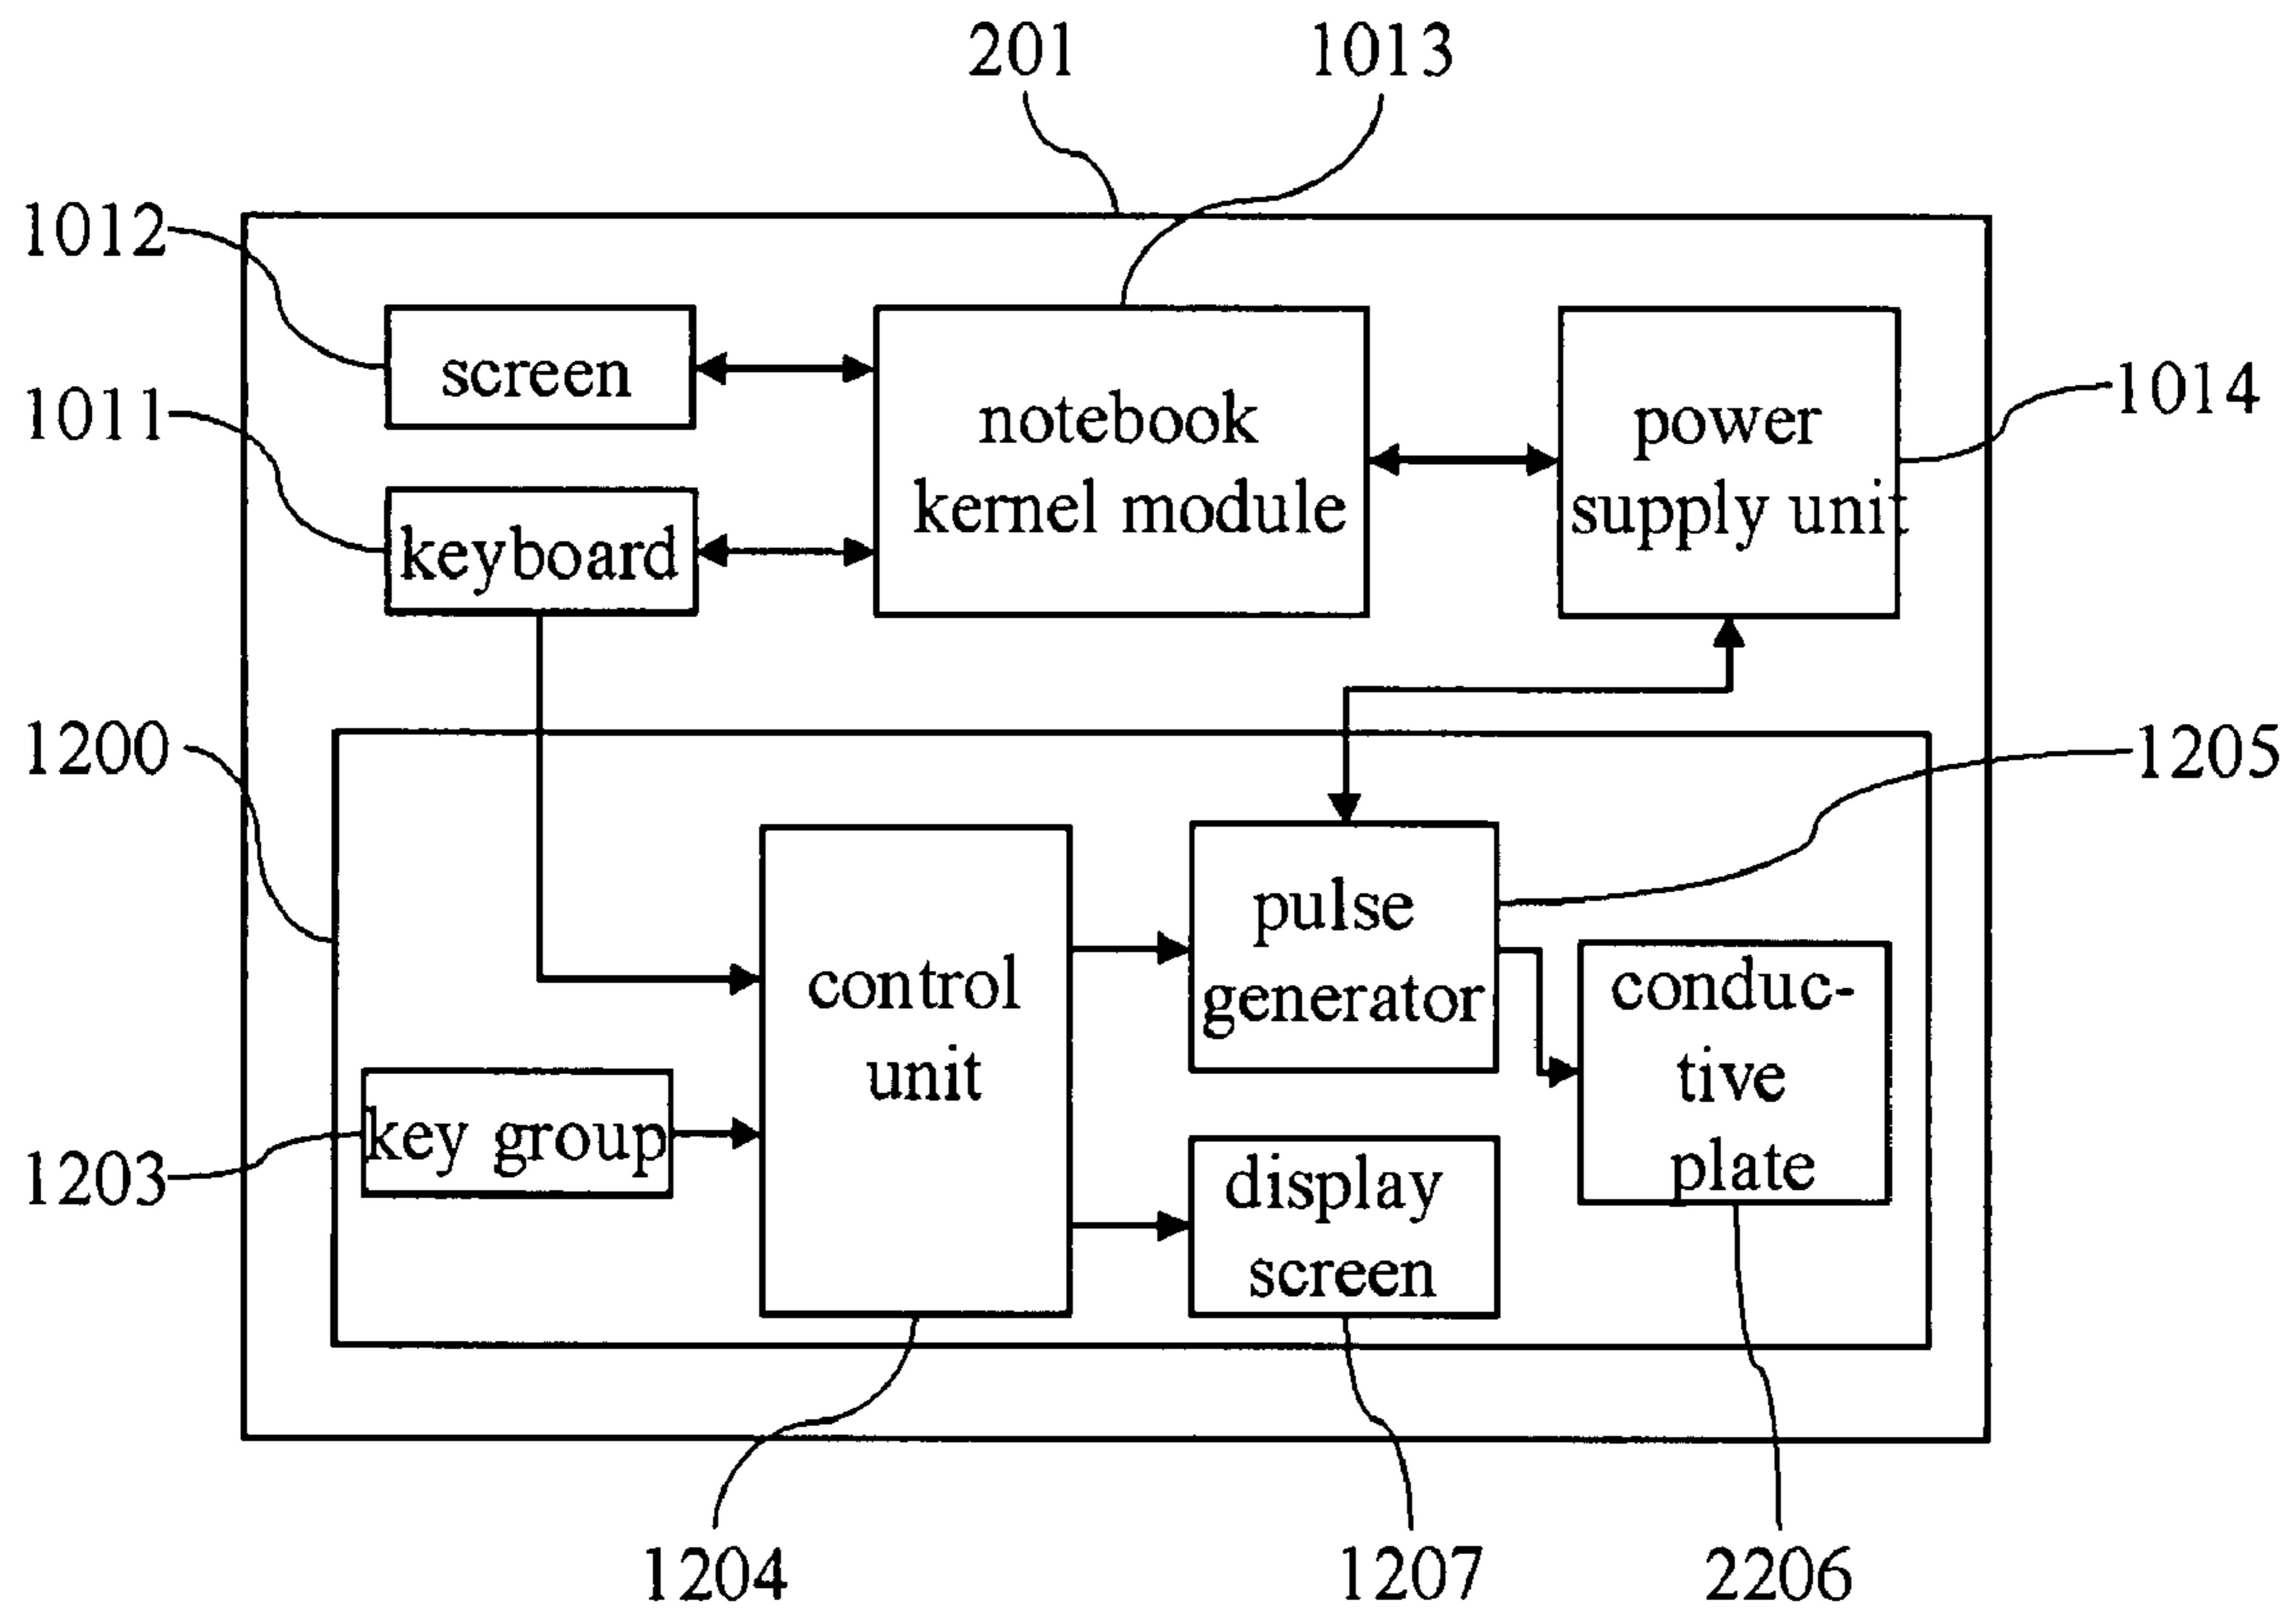 201
1013
1012
screen
1011
keyboard
notebook
kernel module
power
supply unit
1014
1200
1205
control
unit
pulse
generator
conduc-
tive
plate
key group
1203
display
screen
1204
1207
2206